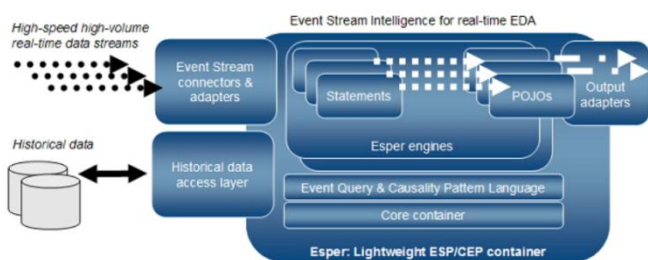 High-speed high-volume
real-time data streams
Event Stream Intelligence for real-time EDA
Event Stream
connectors &
adapters
Statements
POJOs
Output
adapters
Esper engines
Historical data
Historical data
access layer
Event Query & Causality Pattern Language
Core container
Esper: Lightweight ESP/CEP container